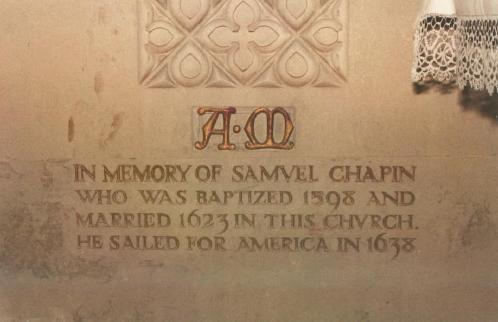 A·M
IN MEMORY OF SAMVEL CHAPIN
WHO WAS BAPTIZED 1598 AND
MARRIED 1623 IN THIS CHVRCH.
HE SAILED FOR AMERICA IN 1638